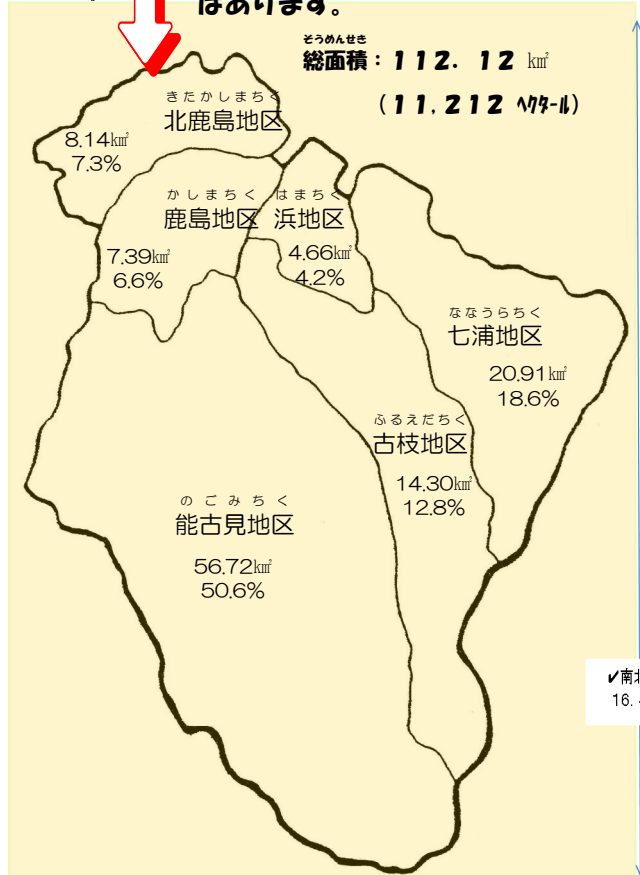 はあります。
そうめんせき
総面積：112.12 k㎡
(11,212 ﾍｸﾀｰﾙ)
きたかしまちく
北鹿島地区
8.14k㎡
7.3%
かしまちく
鹿島地区
7.39k㎡
6.6%
はまちく
浜地区
4.66k㎡
4.2%
ななうらちく
七浦地区
20.91k㎡
18.6%
ふるえだちく
古枝地区
14.30k㎡
12.8%
のごみちく
能古見地区
56.72k㎡
50.6%
✔南北
16.